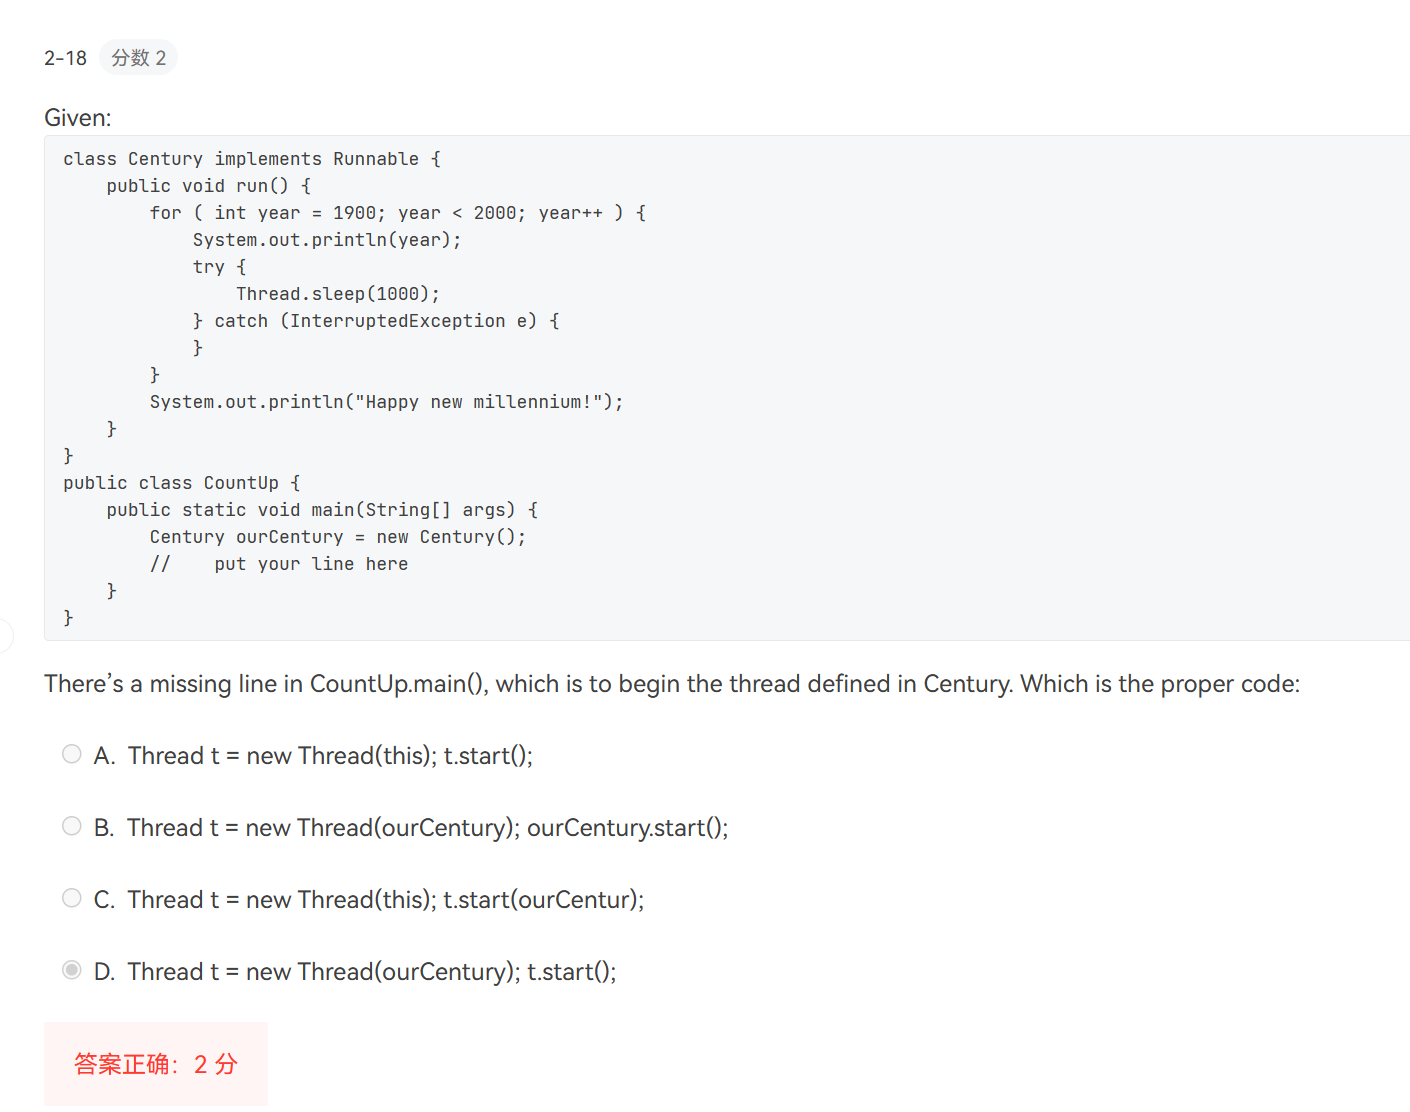 2-18 分数 2
Given:
class Century implements Runnable {
    public void run() {
        for ( int year = 1900; year < 2000; year++ ) {
            System.out.println(year);
            try {
                Thread.sleep(1000);
            } catch (InterruptedException e) {
            }
        }
        System.out.println("Happy new millennium!");
    }
}
public class CountUp {
    public static void main(String[] args) {
        Century ourCentury = new Century();
        //    put your line here
    }
}
There’s a missing line in CountUp.main(), which is to begin the thread defined in Century. Which is the proper code:
A. Thread t = new Thread(this); t.start();
B. Thread t = new Thread(ourCentury); ourCentury.start();
C. Thread t = new Thread(this); t.start(ourCentur);
D. Thread t = new Thread(ourCentury); t.start();
答案正确：2 分